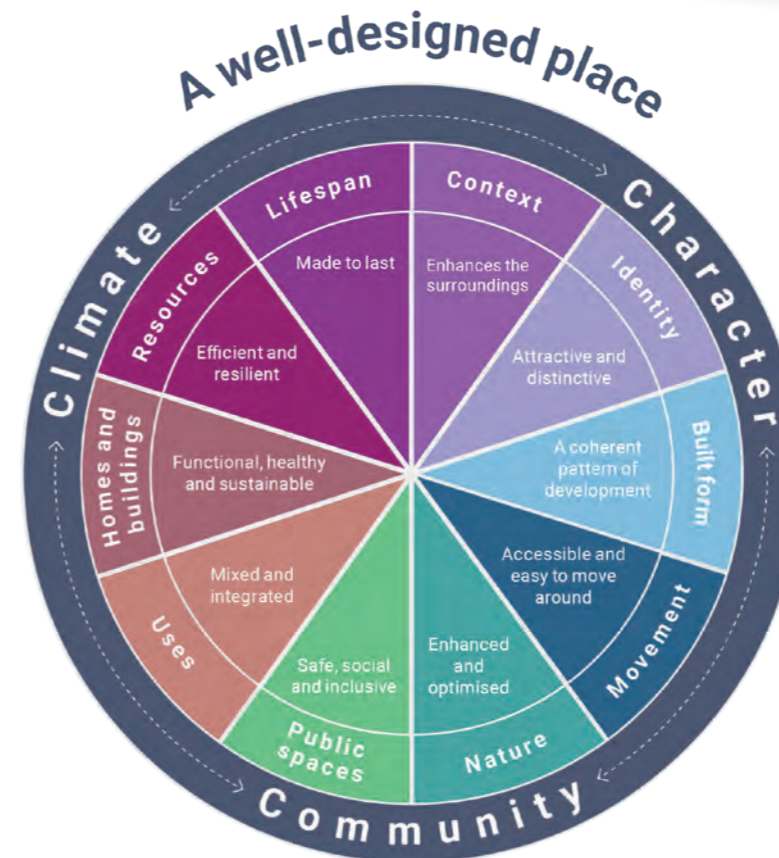 A well-designed place
Climate
Character
Community
Context
Enhances the
surroundings
Identity
Attractive and
distinctive
Built form
A coherent
pattern of
development
Movement
Accessible and
easy to move
around
Nature
Enhanced
and
optimised
Public
spaces
Safe, social
and inclusive
Uses
Mixed and
integrated
Homes and
buildings
Functional, healthy
and sustainable
Resources
Efficient and
resilient
Lifespan
Made to last